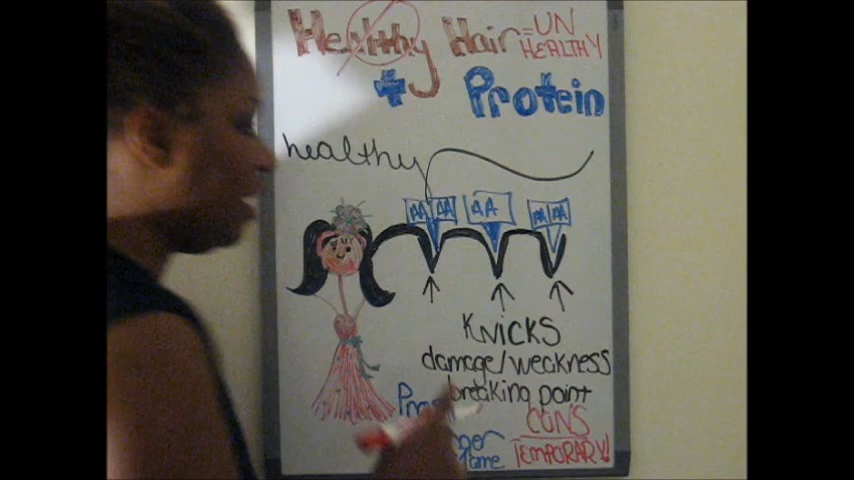 Healthy Hair =UN
HEALTHY
+ Protein
healthy
AA AA AA AA AA
KNICKS
damage/weakness
breaking point
CONS
TEMPORARY!